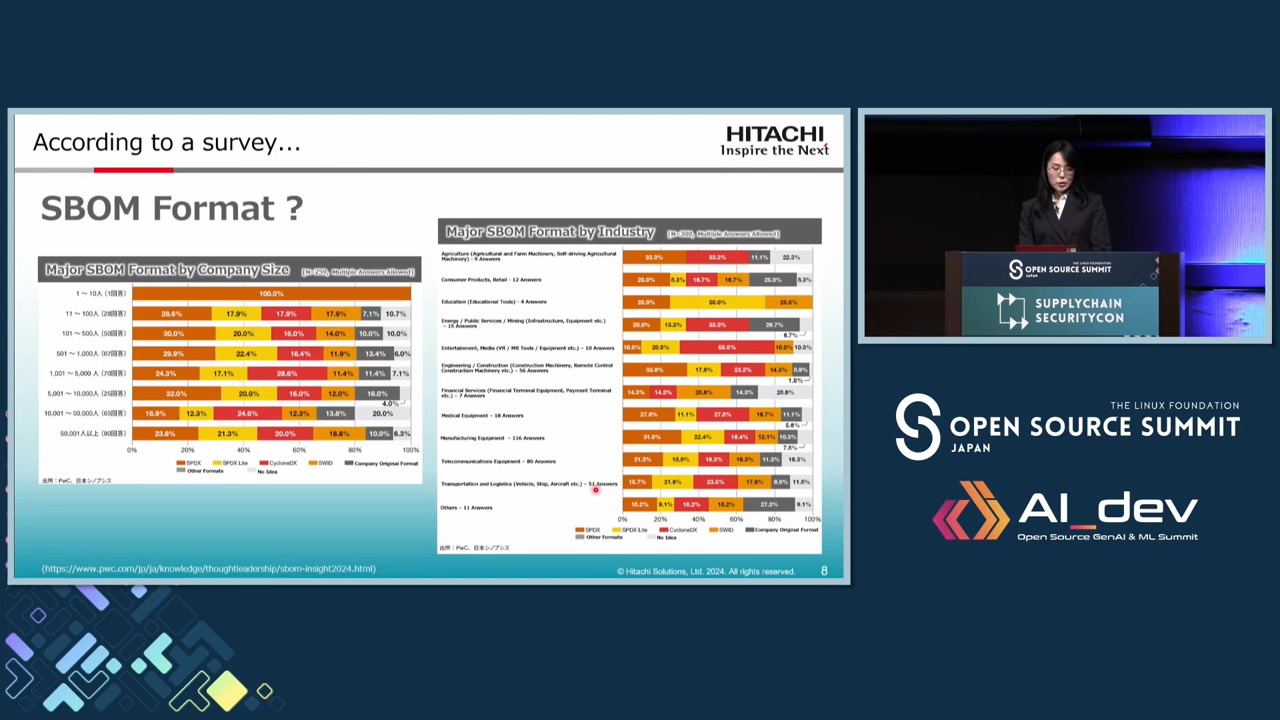 According to a survey...
HITACHI
Inspire the Next
SBOM Format ?
Major SBOM Format by Company Size
[N=250, Multiple Answers Allowed]
1 ～ 10人 (1回答)
100.0%
11 ～ 100人 (28回答)
28.6% 17.9% 17.9% 17.9% 7.1% 10.7%
101 ～ 500人 (50回答)
30.0% 20.0% 16.0% 14.0% 10.0% 10.0%
501 ～ 1,000人 (67回答)
29.9% 22.4% 16.4% 11.9% 13.4% 6.0%
1,001 ～ 5,000 人 (70回答)
24.3% 17.1% 28.6% 11.4% 11.4% 7.1%
5,001 ～ 10,000人 (25回答)
32.0% 20.0% 16.0% 12.0% 16.0%
4.0%
10,001 ～ 50,000人 (65回答)
16.9% 12.3% 24.6% 12.3% 13.8% 20.0%
50,001人以上 (80回答)
23.8% 21.3% 20.0% 18.8% 10.0% 6.3%
0% 20% 40% 60% 80% 100%
SPDX SPDX Lite CycloneDX SWID Company Original Format
Other Formats No Idea
出所：PwC、日本シノプシス
Major SBOM Format by Industry
[N=300, Multiple Answers Allowed]
Agriculture (Agricultural and Farm Machinery, Self-driving Agricultural
Machinery) – 9 Answers
33.3% 33.3% 11.1% 22.3%
Consumer Products, Retail – 12 Answers
25.0% 8.3% 16.7% 16.7% 25.0% 8.3%
Education (Educational Tools) – 4 Answers
25.0% 50.0% 25.0%
Energy / Public Services / Mining (Infrastructure, Equipment etc.)
– 15 Answers
20.0% 13.3% 33.3% 26.7%
6.7%
Entertainment, Media (VR / MR Tools / Equipment etc.) – 10 Answers
10.0% 20.0% 50.0% 10.0% 10.0%
Engineering / Construction (Construction Machinery, Remote Control
Construction Machinery etc.) – 56 Answers
17.9% 23.2% 14.3% 8.9%
1.8%
Financial Services (Financial Terminal Equipment, Payment Terminal
etc.) – 7 Answers
14.3% 14.3% 28.6% 14.3% 28.6%
Medical Equipment – 18 Answers
27.8% 11.1% 27.8% 16.7% 11.1%
5.6%
Manufacturing Equipment – 116 Answers
31.0% 22.4% 16.4% 12.1% 10.3%
7.8%
Telecommunications Equipment – 80 Answers
21.3% 16.3% 16.3% 11.3% 16.3%
Transportation and Logistics (Vehicle, Ship, Aircraft etc.) – 51 Answers
15.7% 21.6% 23.5% 17.6% 9.8% 11.8%
Others – 11 Answers
18.2% 9.1% 18.2% 18.2% 27.3% 9.1%
0% 20% 40% 60% 80% 100%
SPDX SPDX Lite CycloneDX SWID Company Original Format
Other Formats No Idea
出所：PwC、日本シノプシス
(https://www.pwc.com/jp/ja/knowledge/thoughtleadership/sbom-insight2024.html)
© Hitachi Solutions, Ltd. 2024. All rights reserved. 8
THE LINUX FOUNDATION
OPEN SOURCE SUMMIT
JAPAN
SUPPLYCHAIN
SECURITYCON
THE LINUX FOUNDATION
OPEN SOURCE SUMMIT
JAPAN
AI_dev
Open Source GenAI & ML Summit